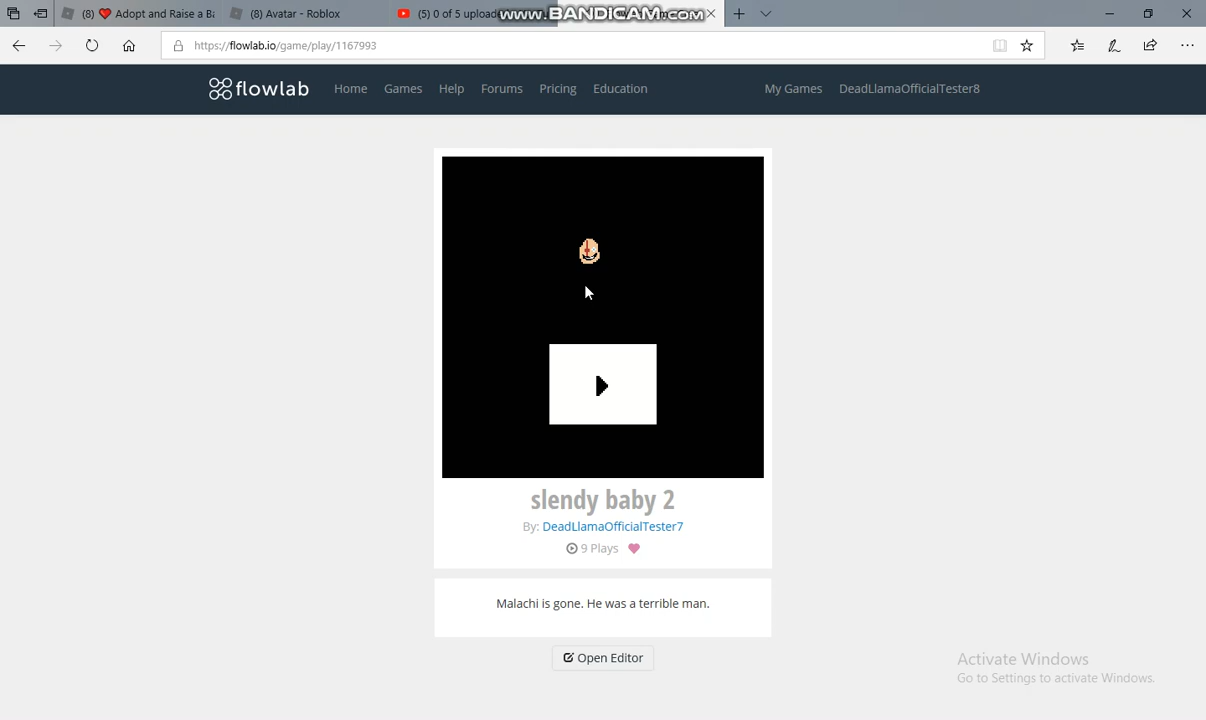 (8) ❤ Adopt and Raise a Ba
(8) Avatar - Roblox
(5) 0 of 5 upload
www.BANDICAM.com
https://flowlab.io/game/play/1167993
flowlab
Home
Games
Help
Forums
Pricing
Education
My Games
DeadLlamaOfficialTester8
slendy baby 2
By: DeadLlamaOfficialTester7
9 Plays
Malachi is gone. He was a terrible man.
Open Editor
Activate Windows
Go to Settings to activate Windows.